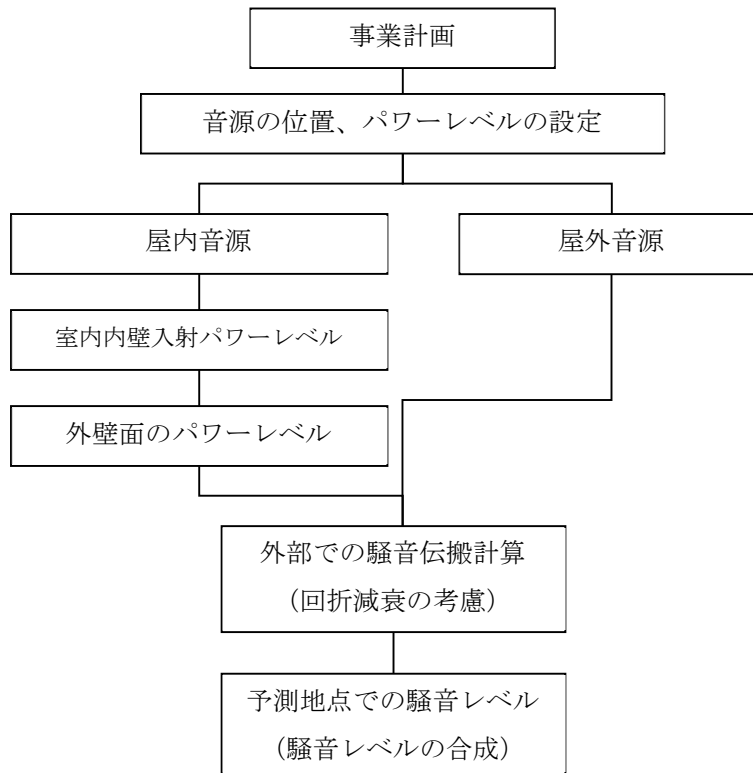 事業計画
音源の位置、パワーレベルの設定
屋内音源
屋外音源
室内内壁入射パワーレベル
外壁面のパワーレベル
外部での騒音伝搬計算
（回折減衰の考慮）
予測地点での騒音レベル
（騒音レベルの合成）